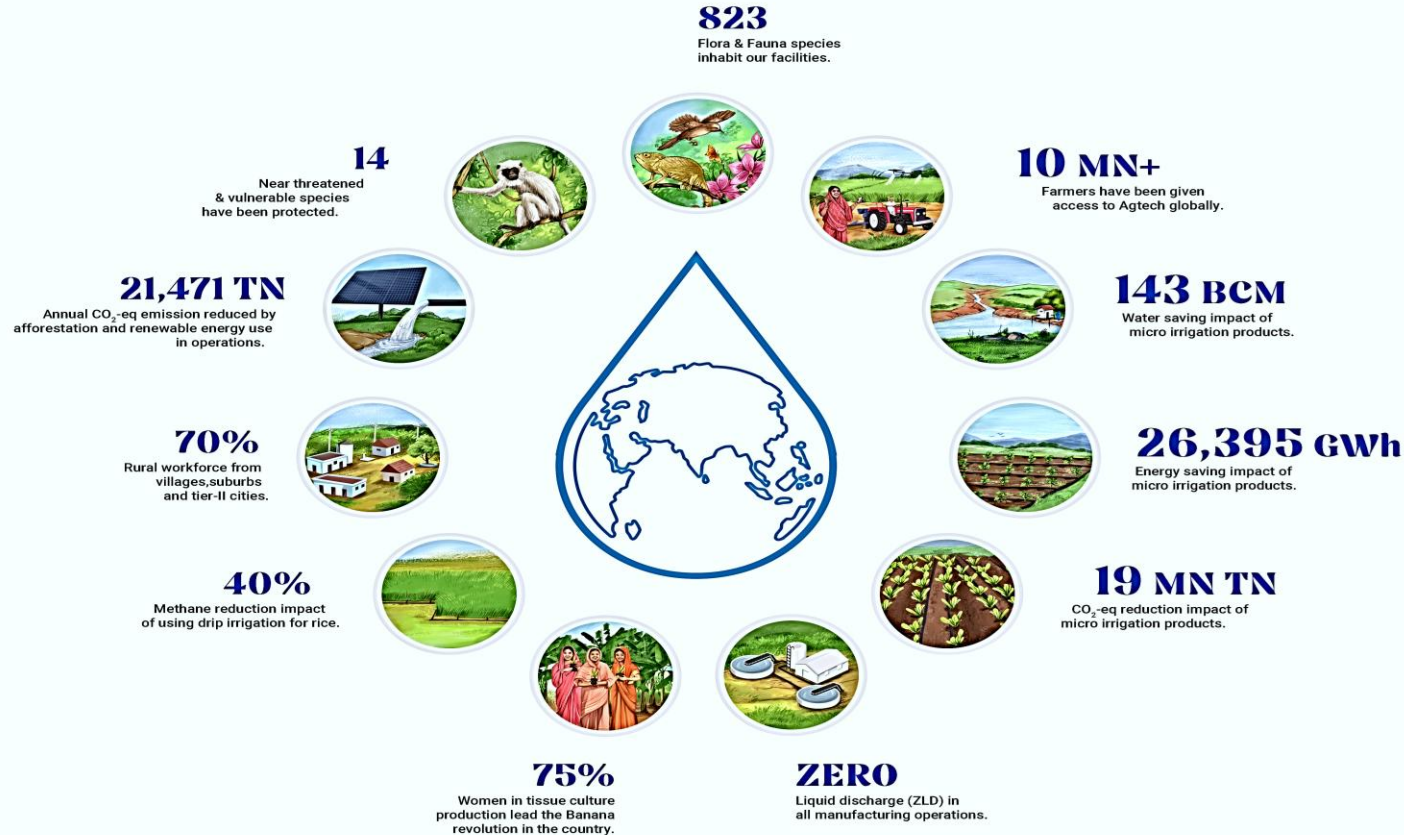 823
Flora & Fauna species
inhabit our facilities.
10 MN+
Farmers have been given
access to Agtech globally.
143 BCM
Water saving impact of
micro irrigation products.
26,395 GWh
Energy saving impact of
micro irrigation products.
19 MN TN
CO₂-eq reduction impact of
micro irrigation products.
ZERO
Liquid discharge (ZLD) in
all manufacturing operations.
75%
Women in tissue culture
production lead the Banana
revolution in the country.
40%
Methane reduction impact
of using drip irrigation for rice.
70%
Rural workforce from
villages,suburbs
and tier-II cities.
21,471 TN
Annual CO₂-eq emission reduced by
afforestation and renewable energy use
in operations.
14
Near threatened
& vulnerable species
have been protected.